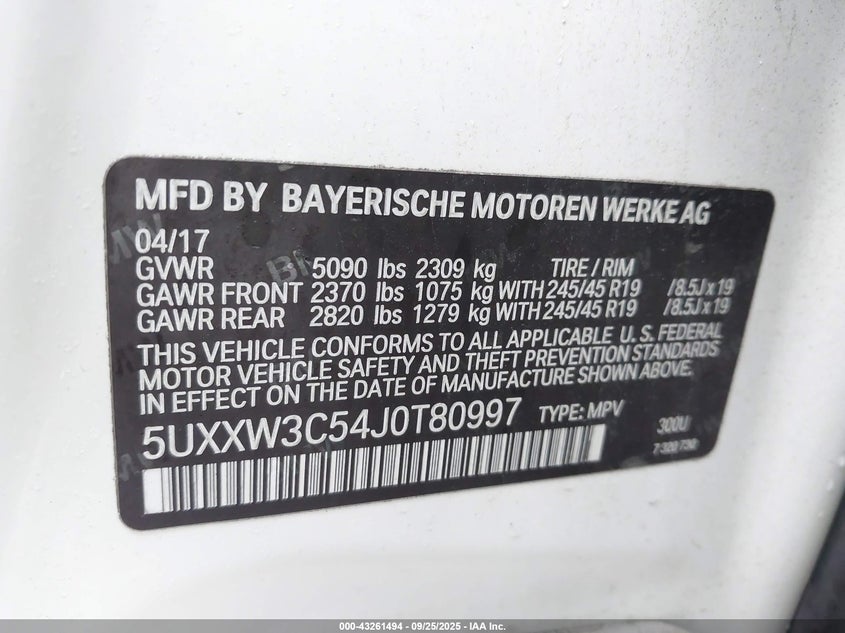 MFD BY BAYERISCHE MOTOREN WERKE AG
04/17
GVWR 5090 lbs 2309 kg TIRE / RIM
GAWR FRONT 2370 lbs 1075 kg WITH 245/45 R19 /8.5J x 19
GAWR REAR 2820 lbs 1279 kg WITH 245/45 R19 /8.5J x 19
THIS VEHICLE CONFORMS TO ALL APPLICABLE U. S. FEDERAL
MOTOR VEHICLE SAFETY AND THEFT PREVENTION STANDARDS
IN EFFECT ON THE DATE OF MANUFACTURE SHOWN ABOVE.
5UXXW3C54J0T80997 TYPE: MPV 300U
000-43261494 - 09/25/2025 - IAA Inc.